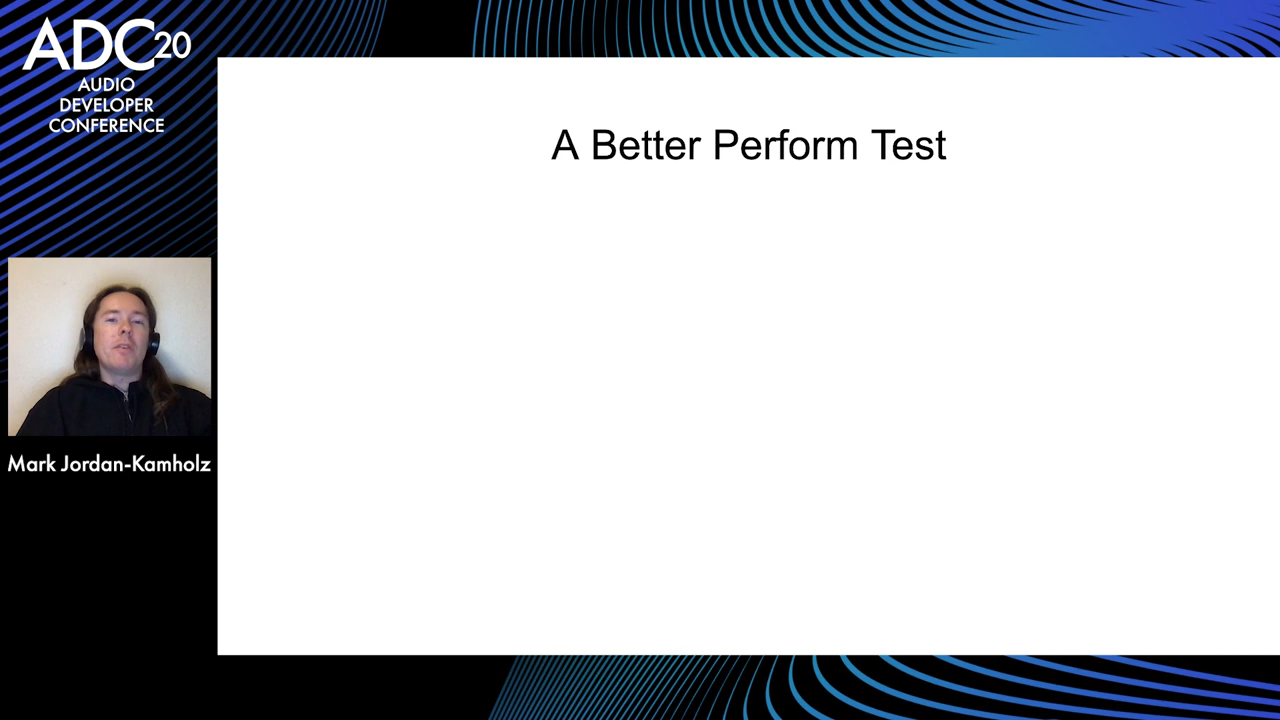 ADC20
AUDIO
DEVELOPER
CONFERENCE
A Better Perform Test
Mark Jordan-Kamholz